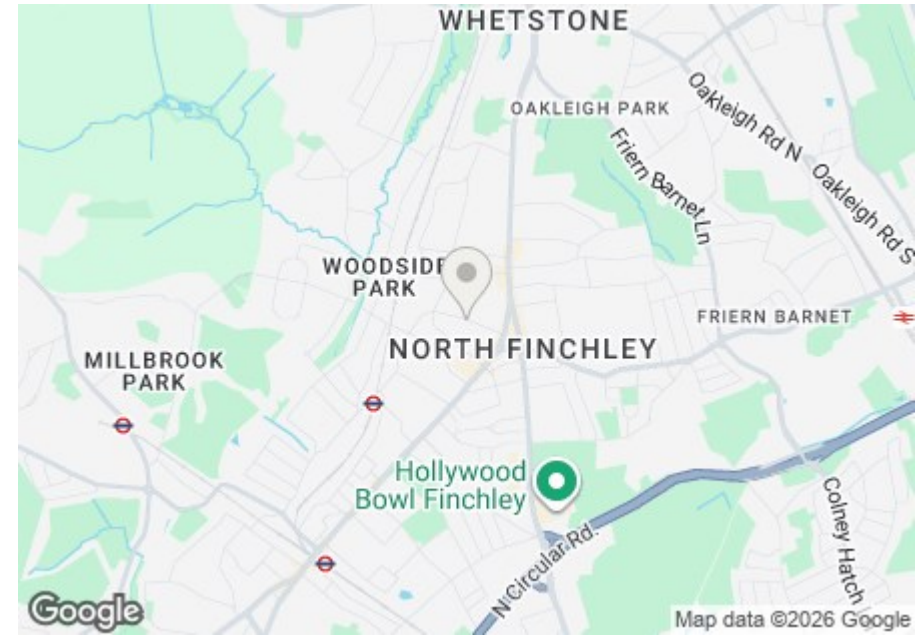 WHETSTONE
OAKLEIGH PARK
Oakleigh Rd N
Friern Barnet Ln
Oakleigh Rd S
WOODSIDE
PARK
FRIERN BARNET
NORTH FINCHLEY
MILLBROOK
PARK
Hollywood
Bowl Finchley
Colney Hatch
N Circular Rd.
Google
Map data ©2026 Google